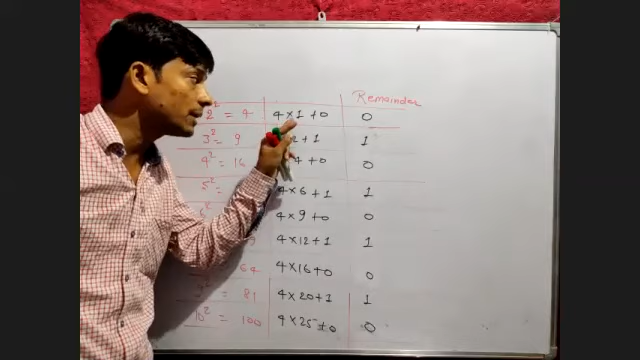 Remainder
2² = 4 4×1+0 0
3² = 9 2+1 1
4² = 16 4+0 0
5² = 4×6+1 1
4×9+0 0
4×12+1 1
64 4×16+0 0
= 81 4×20+1 1
10² = 100 4×25+0 0